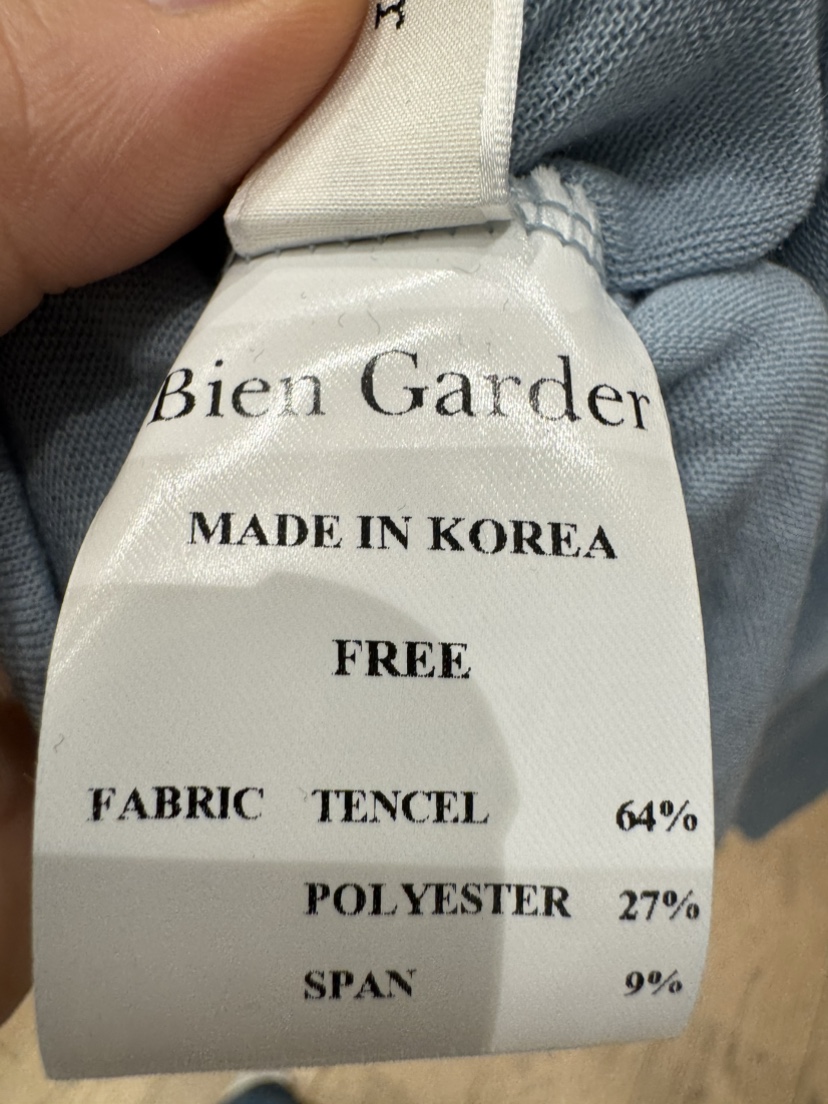 Bien Garder
MADE IN KOREA
FREE
FABRIC TENCEL 64%
POLYESTER 27%
SPAN 9%